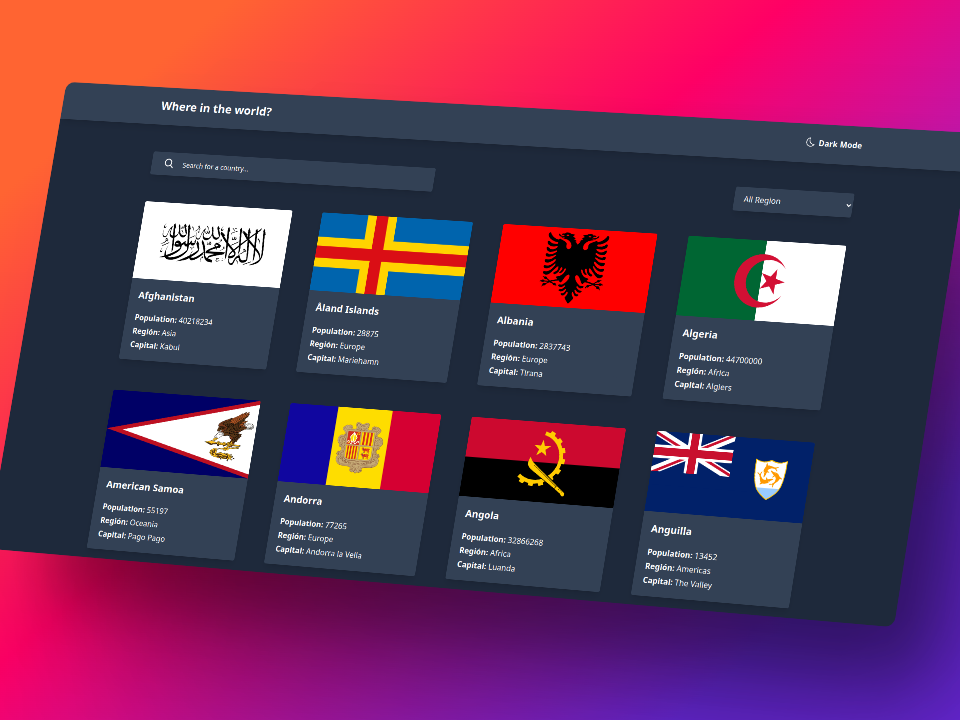 Where in the world?
Dark Mode
Search for a country...
All Region
لا إله إلا الله محمد رسول الله
Afghanistan
Population: 40218234
Región: Asia
Capital: Kabul
Åland Islands
Population: 28875
Región: Europe
Capital: Mariehamn
Albania
Population: 2837743
Región: Europe
Capital: Tirana
Algeria
Population: 44700000
Región: Africa
Capital: Algiers
American Samoa
Population: 55197
Región: Oceania
Capital: Pago Pago
Andorra
Population: 77265
Región: Europe
Capital: Andorra la Vella
Angola
Population: 32866268
Región: Africa
Capital: Luanda
Anguilla
Population: 13452
Región: Americas
Capital: The Valley